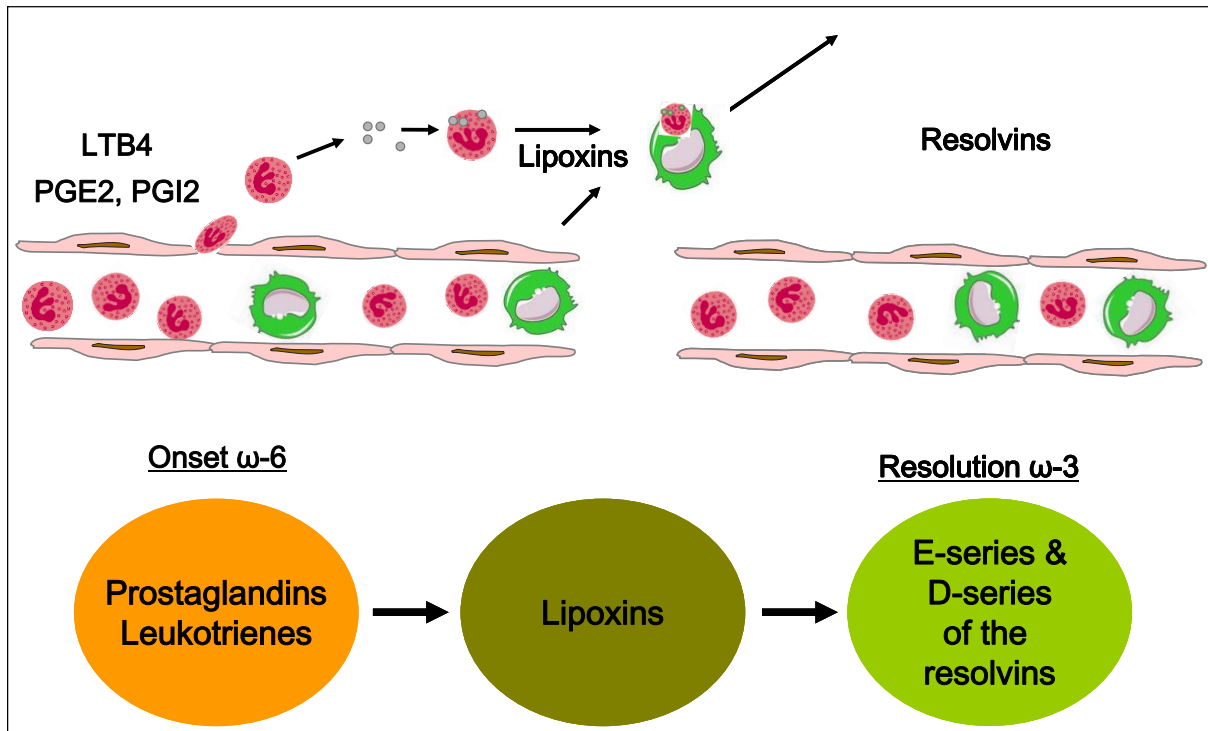 LTB4
PGE2, PGI2
Lipoxins
Resolvins
Onset ω-6
Resolution ω-3
Prostaglandins
Leukotrienes
Lipoxins
E-series &
D-series
of the
resolvins